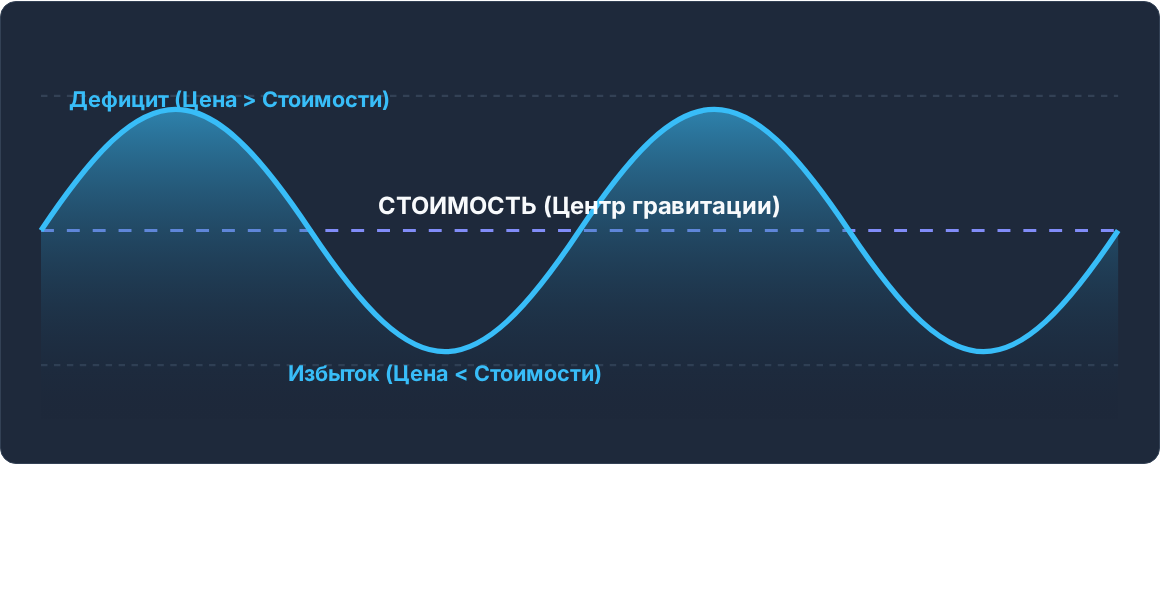 Дефицит (Цена > Стоимости)
СТОИМОСТЬ (Центр гравитации)
Избыток (Цена < Стоимости)